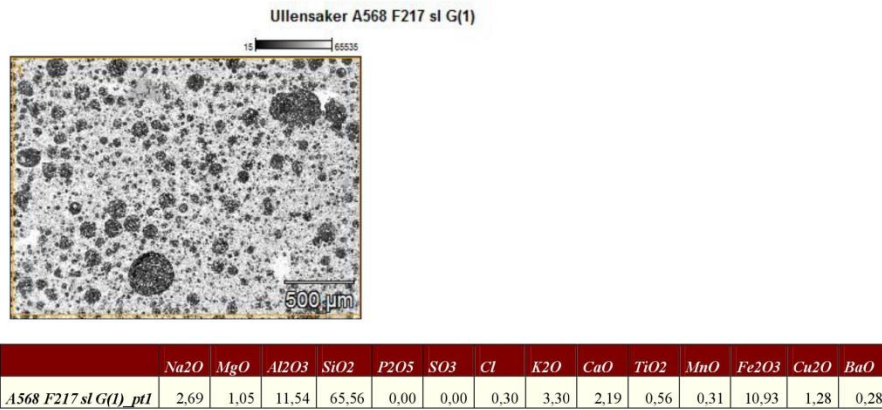 Ullensaker A568 F217 sl G(1)
15 65535
500 µm
Na2O MgO Al2O3 SiO2 P2O5 SO3 Cl K2O CaO TiO2 MnO Fe2O3 Cu2O BaO
A568 F217 sl G(1)_pt1 2,69 1,05 11,54 65,56 0,00 0,00 0,30 3,30 2,19 0,56 0,31 10,93 1,28 0,28